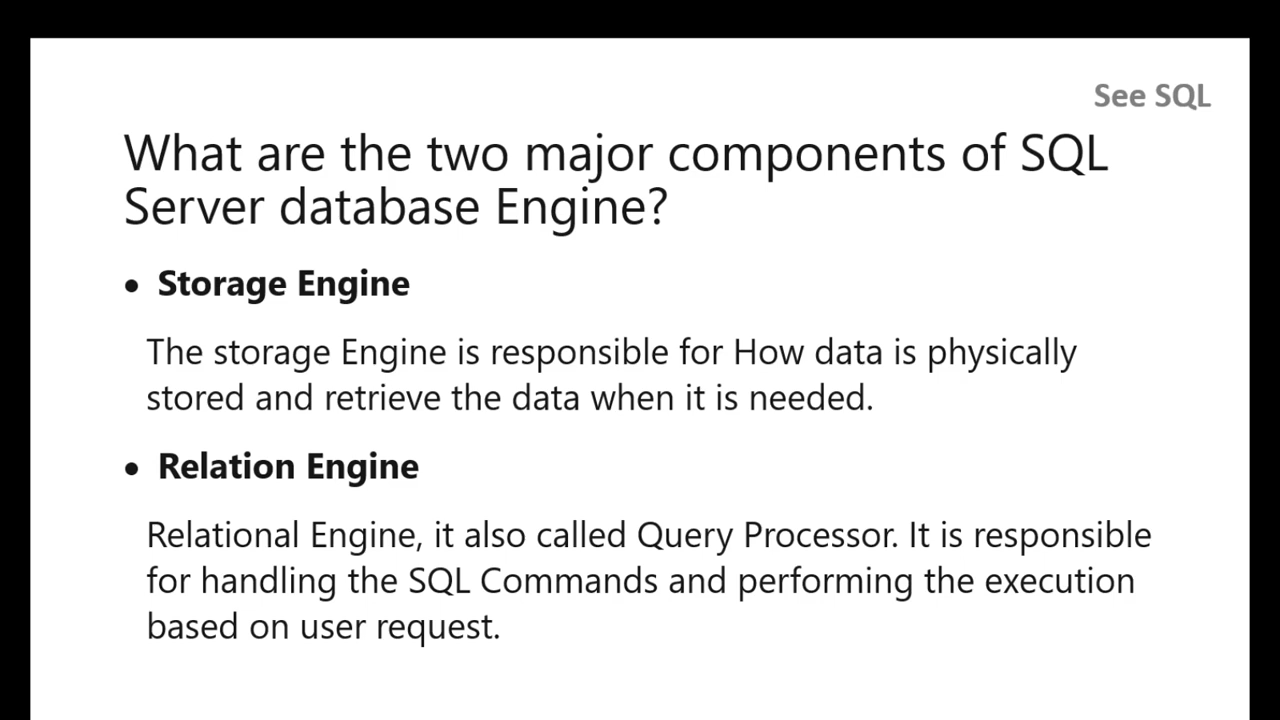 See SQL
What are the two major components of SQL
Server database Engine?
• Storage Engine
The storage Engine is responsible for How data is physically
stored and retrieve the data when it is needed.
• Relation Engine
Relational Engine, it also called Query Processor. It is responsible
for handling the SQL Commands and performing the execution
based on user request.